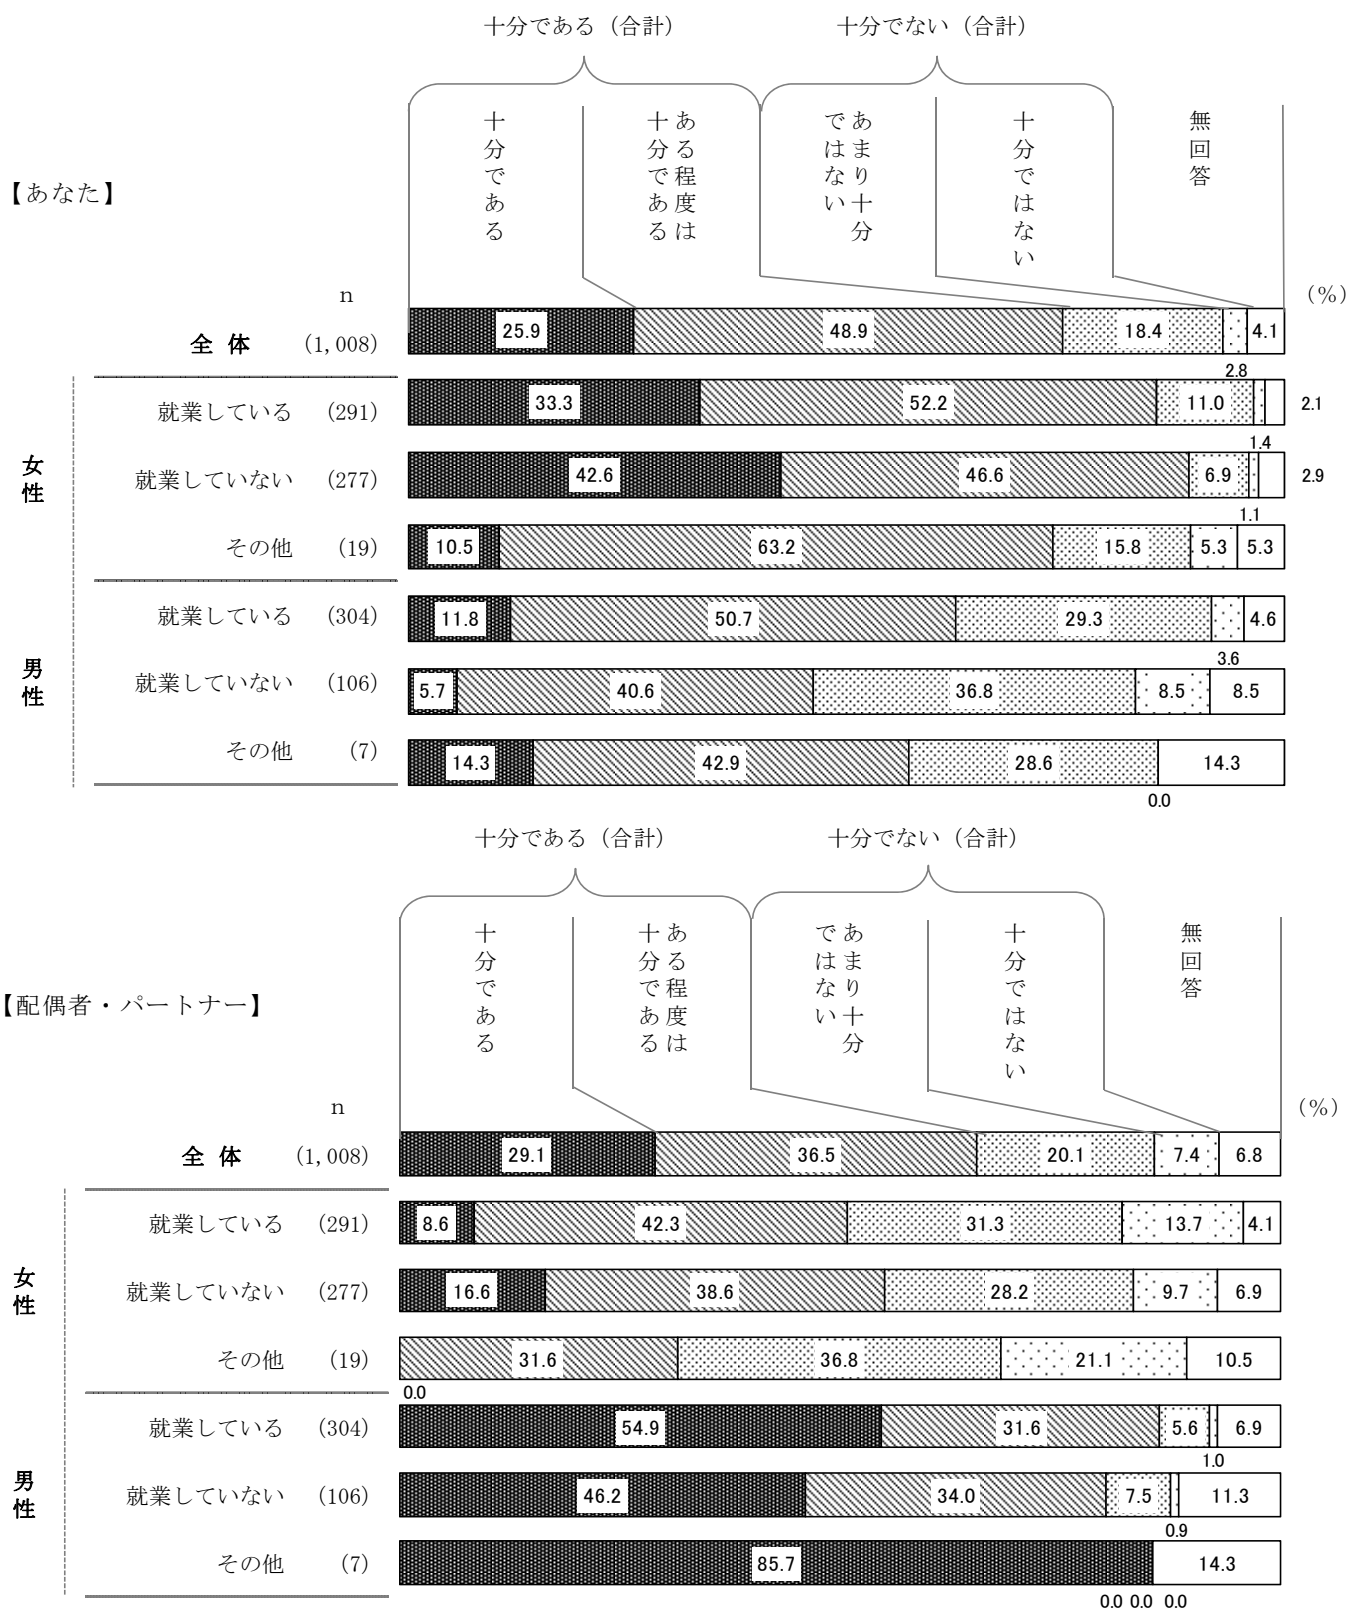 十分である（合計）　十分でない（合計）
十分である
ある程度は十分である
あまり十分ではない
十分ではない
無回答
【あなた】
n
（％）
全 体 (1,008) 25.9 48.9 18.4 4.1
2.8
女性
就業している (291) 33.3 52.2 11.0 2.1
1.4
就業していない (277) 42.6 46.6 6.9 2.9
1.1
その他 (19) 10.5 63.2 15.8 5.3 5.3
男性
就業している (304) 11.8 50.7 29.3 4.6
3.6
就業していない (106) 5.7 40.6 36.8 8.5 8.5
その他 (7) 14.3 42.9 28.6 14.3
0.0
十分である（合計）　十分でない（合計）
十分である
ある程度は十分である
あまり十分ではない
十分ではない
無回答
【配偶者・パートナー】
n
（％）
全 体 (1,008) 29.1 36.5 20.1 7.4 6.8
女性
就業している (291) 8.6 42.3 31.3 13.7 4.1
就業していない (277) 16.6 38.6 28.2 9.7 6.9
その他 (19) 31.6 36.8 21.1 10.5
0.0
男性
就業している (304) 54.9 31.6 5.6 6.9
1.0
就業していない (106) 46.2 34.0 7.5 11.3
0.9
その他 (7) 85.7 14.3
0.0 0.0 0.0